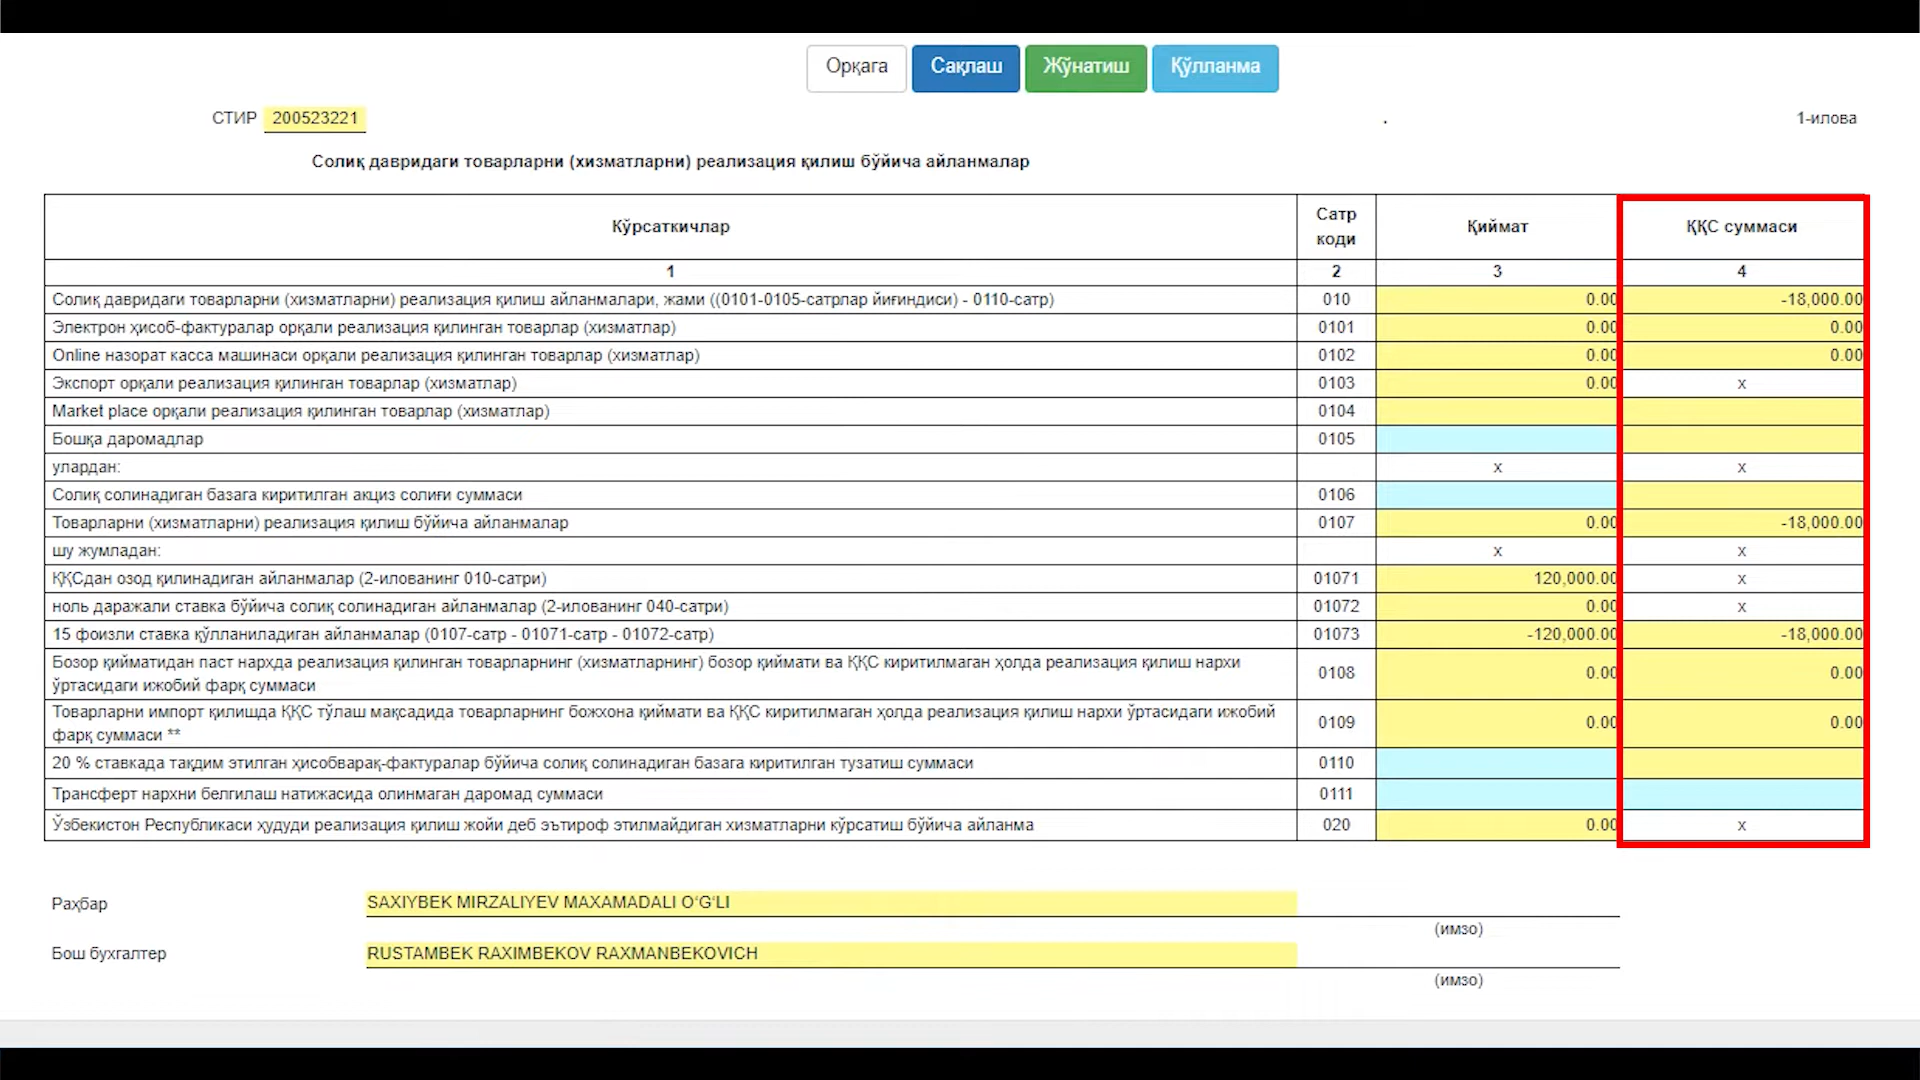 Орқага Сақлаш Жўнатиш Қўлланма
СТИР 200523221 1-илова
Солиқ давридаги товарларни (хизматларни) реализация қилиш бўйича айланмалар
Кўрсаткичлар Сатр коди Қиймат ҚҚС суммаси
1 2 3 4
Солиқ давридаги товарларни (хизматларни) реализация қилиш айланмалари, жами ((0101-0105-сатрлар йиғиндиси) - 0110-сатр) 010 0.00 -18,000.00
Электрон ҳисоб-фактуралар орқали реализация қилинган товарлар (хизматлар) 0101 0.00 0.00
Online назорат касса машинаси орқали реализация қилинган товарлар (хизматлар) 0102 0.00 0.00
Экспорт орқали реализация қилинган товарлар (хизматлар) 0103 0.00 x
Market place орқали реализация қилинган товарлар (хизматлар) 0104
Бошқа даромадлар 0105
улардан: x x
Солиқ солинадиган базага киритилган акциз солиғи суммаси 0106
Товарларни (хизматларни) реализация қилиш бўйича айланмалар 0107 0.00 -18,000.00
шу жумладан: x x
ҚҚСдан озод қилинадиган айланмалар (2-илованинг 010-сатри) 01071 120,000.00 x
ноль даражали ставка бўйича солиқ солинадиган айланмалар (2-илованинг 040-сатри) 01072 0.00 x
15 фоизли ставка қўлланиладиган айланмалар (0107-сатр - 01071-сатр - 01072-сатр) 01073 -120,000.00 -18,000.00
Бозор қийматидан паст нархда реализация қилинган товарларнинг (хизматларнинг) бозор қиймати ва ҚҚС киритилмаган ҳолда реализация қилиш нархи
ўртасидаги ижобий фарқ суммаси 0108 0.00 0.00
Товарларни импорт қилишда ҚҚС тўлаш мақсадида товарларнинг божхона қиймати ва ҚҚС киритилмаган ҳолда реализация қилиш нархи ўртасидаги ижобий
фарқ суммаси ** 0109 0.00 0.00
20 % ставкада тақдим этилган ҳисобварақ-фактуралар бўйича солиқ солинадиган базага киритилган тузатиш суммаси 0110
Трансферт нархни белгилаш натижасида олинмаган даромад суммаси 0111
Ўзбекистон Республикаси ҳудуди реализация қилиш жойи деб эътироф этилмайдиган хизматларни кўрсатиш бўйича айланма 020 0.00 x
Раҳбар SAXIYBEK MIRZALIYEV MAXAMADALI O‘G‘LI
(имзо)
Бош бухгалтер RUSTAMBEK RAXIMBEKOV RAXMANBEKOVICH
(имзо)